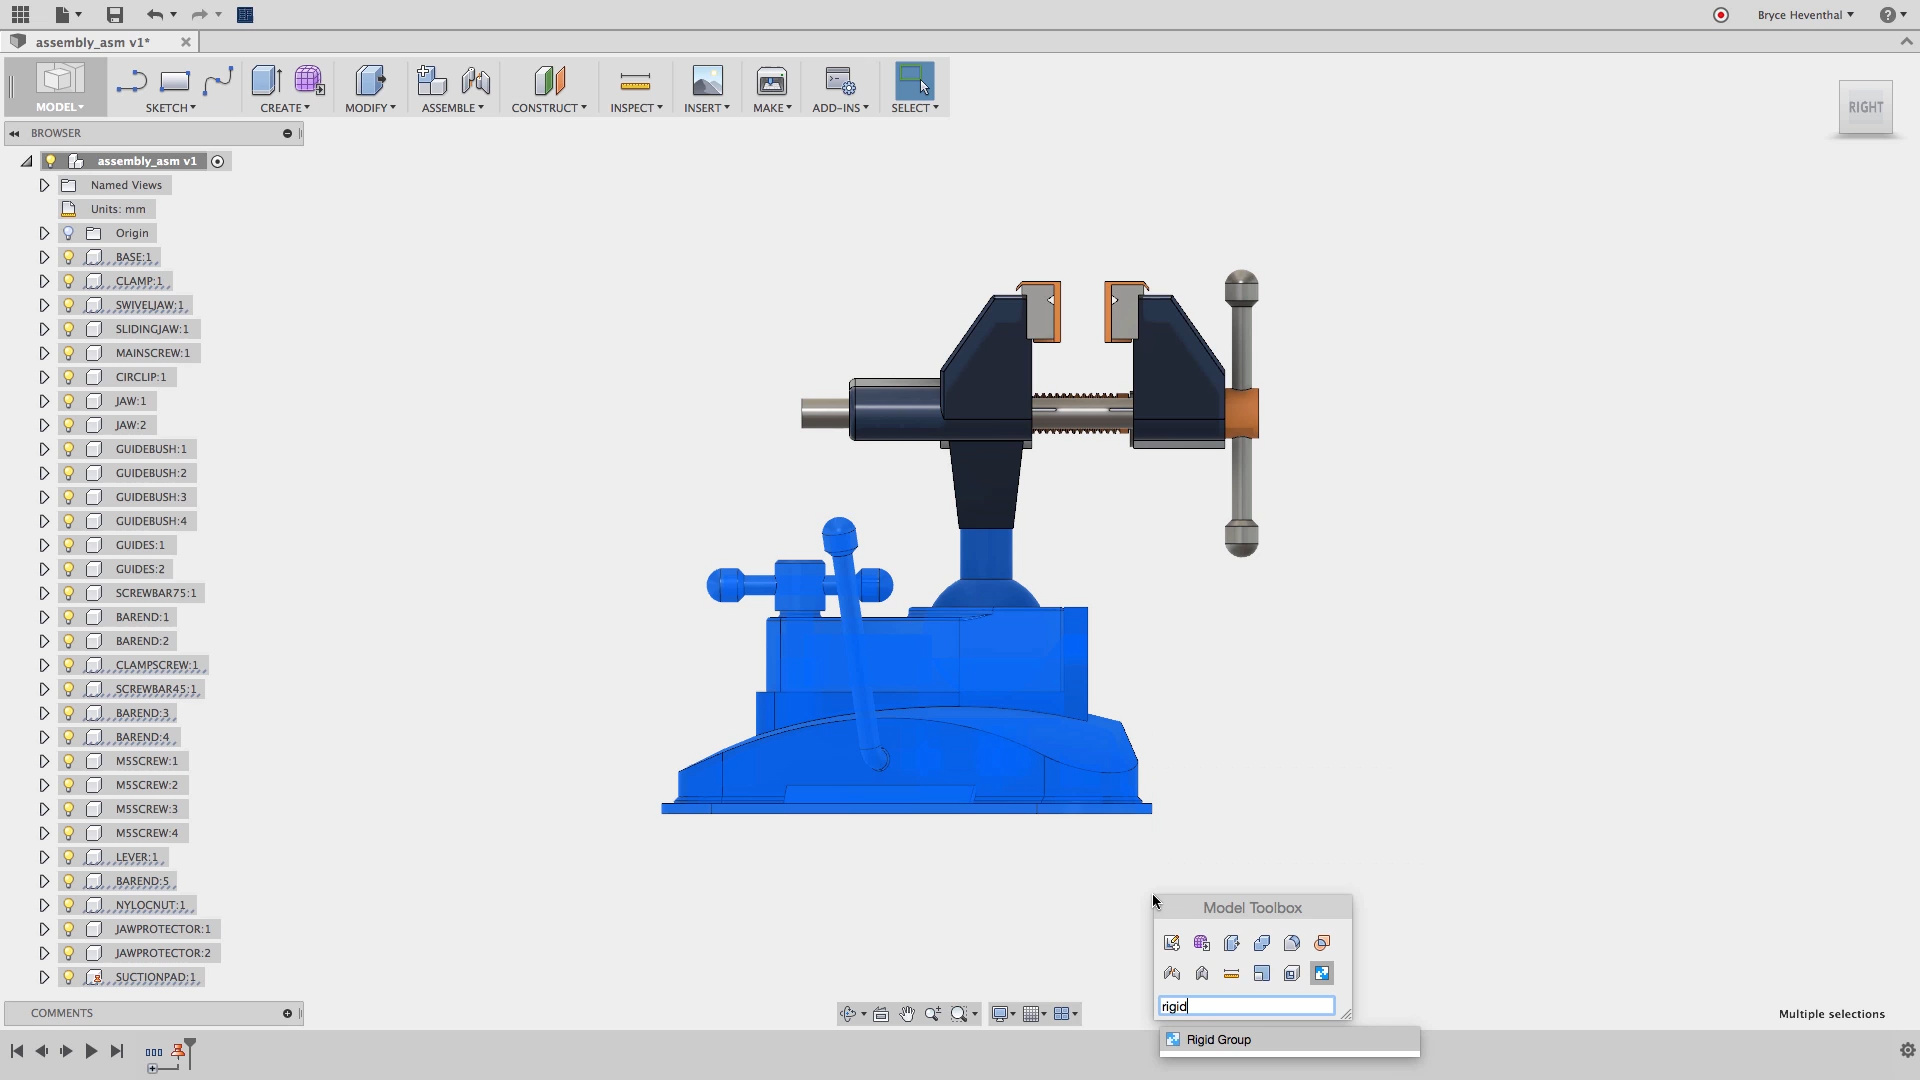 Bryce Heventhal
assembly_asm v1*
MODEL
SKETCH
CREATE
MODIFY
ASSEMBLE
CONSTRUCT
INSPECT
INSERT
MAKE
ADD-INS
SELECT
RIGHT
BROWSER
assembly_asm v1
Named Views
Units: mm
Origin
BASE:1
CLAMP:1
SWIVELJAW:1
SLIDINGJAW:1
MAINSCREW:1
CIRCLIP:1
JAW:1
JAW:2
GUIDEBUSH:1
GUIDEBUSH:2
GUIDEBUSH:3
GUIDEBUSH:4
GUIDES:1
GUIDES:2
SCREWBAR75:1
BAREND:1
BAREND:2
CLAMPSCREW:1
SCREWBAR45:1
BAREND:3
BAREND:4
M5SCREW:1
M5SCREW:2
M5SCREW:3
M5SCREW:4
LEVER:1
BAREND:5
NYLOCNUT:1
JAWPROTECTOR:1
JAWPROTECTOR:2
SUCTIONPAD:1
Model Toolbox
rigid
Rigid Group
COMMENTS
Multiple selections